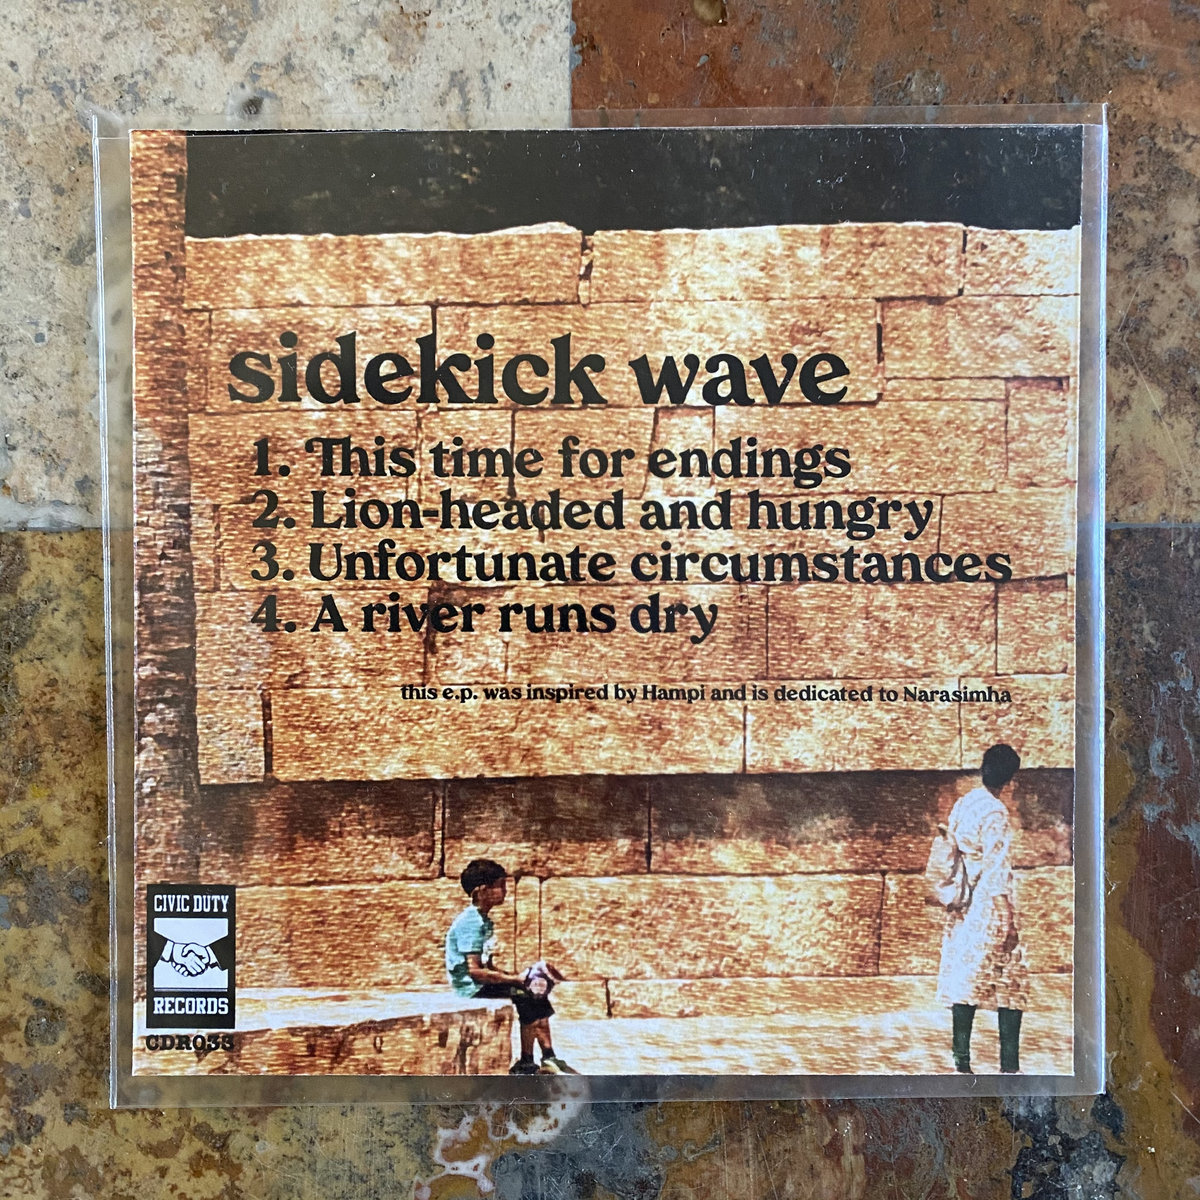 sidekick wave
1. This time for endings
2. Lion-headed and hungry
3. Unfortunate circumstances
4. A river runs dry
this e.p. was inspired by Hampi and is dedicated to Narasimha
CIVIC DUTY
RECORDS
CDR033